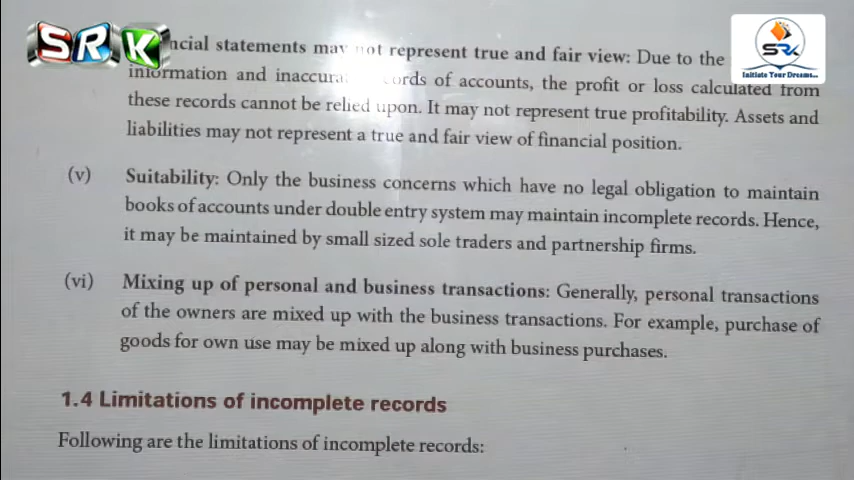 SRK
ncial statements may not represent true and fair view: Due to the
SRK
Initiate Your Dreams...
information and inaccura ords of accounts, the profit or loss calculated from
these records cannot be relied upon. It may not represent true profitability. Assets and
liabilities may not represent a true and fair view of financial position.
(v) Suitability: Only the business concerns which have no legal obligation to maintain
books of accounts under double entry system may maintain incomplete records. Hence,
it may be maintained by small sized sole traders and partnership firms.
(vi) Mixing up of personal and business transactions: Generally, personal transactions
of the owners are mixed up with the business transactions. For example, purchase of
goods for own use may be mixed up along with business purchases.
1.4 Limitations of incomplete records
Following are the limitations of incomplete records: